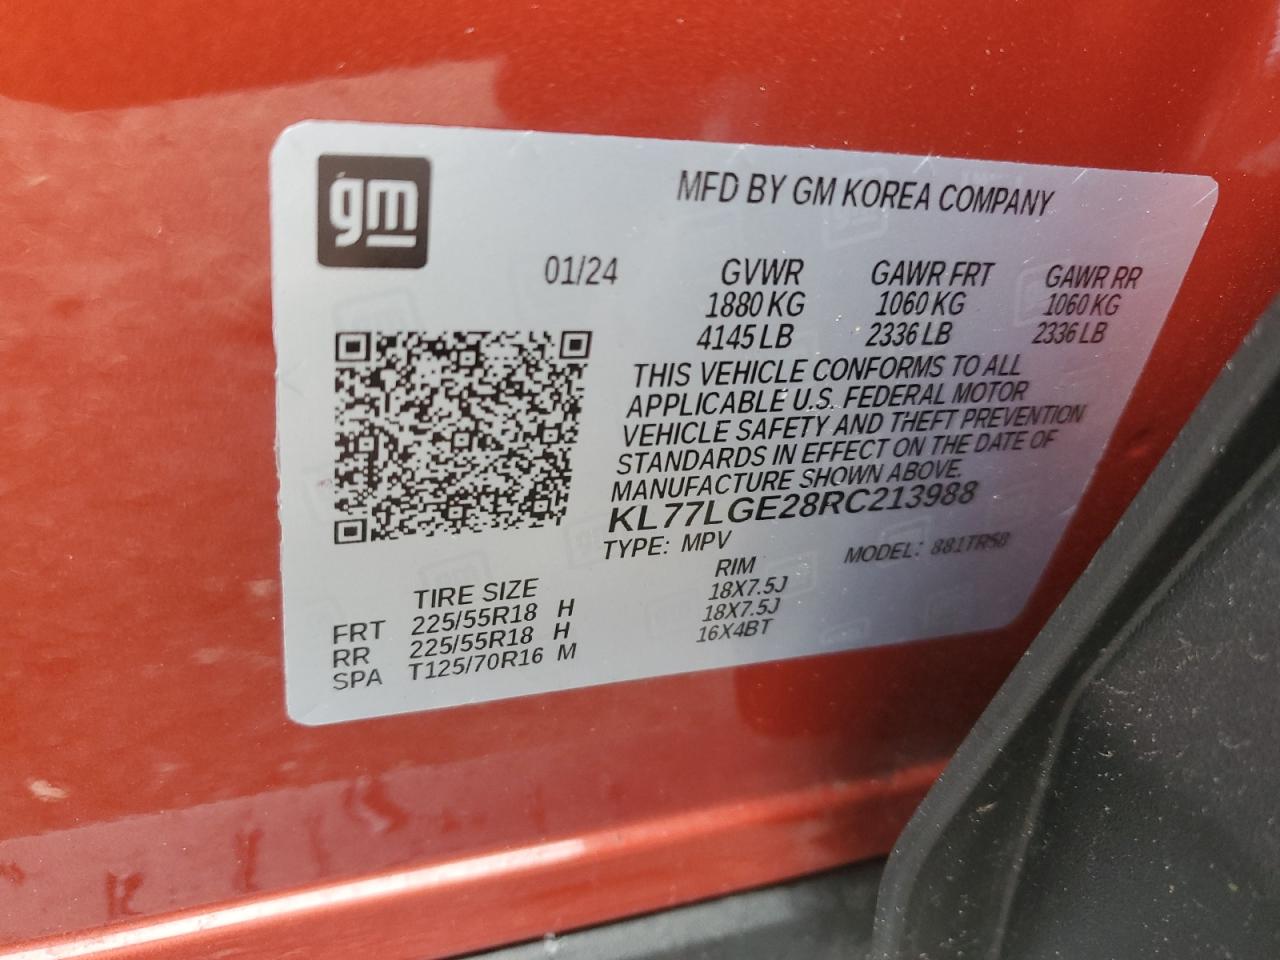 gm
MFD BY GM KOREA COMPANY
01/24
GVWR GAWR FRT GAWR RR
1880 KG 1060 KG 1060 KG
4145 LB 2336 LB 2336 LB
THIS VEHICLE CONFORMS TO ALL
APPLICABLE U.S. FEDERAL MOTOR
VEHICLE SAFETY AND THEFT PREVENTION
STANDARDS IN EFFECT ON THE DATE OF
MANUFACTURE SHOWN ABOVE.
KL77LGE28RC213988
TYPE: MPV MODEL: 881TR58
TIRE SIZE RIM
FRT 225/55R18 H 18X7.5J
RR 225/55R18 H 18X7.5J
SPA T125/70R16 M 16X4BT